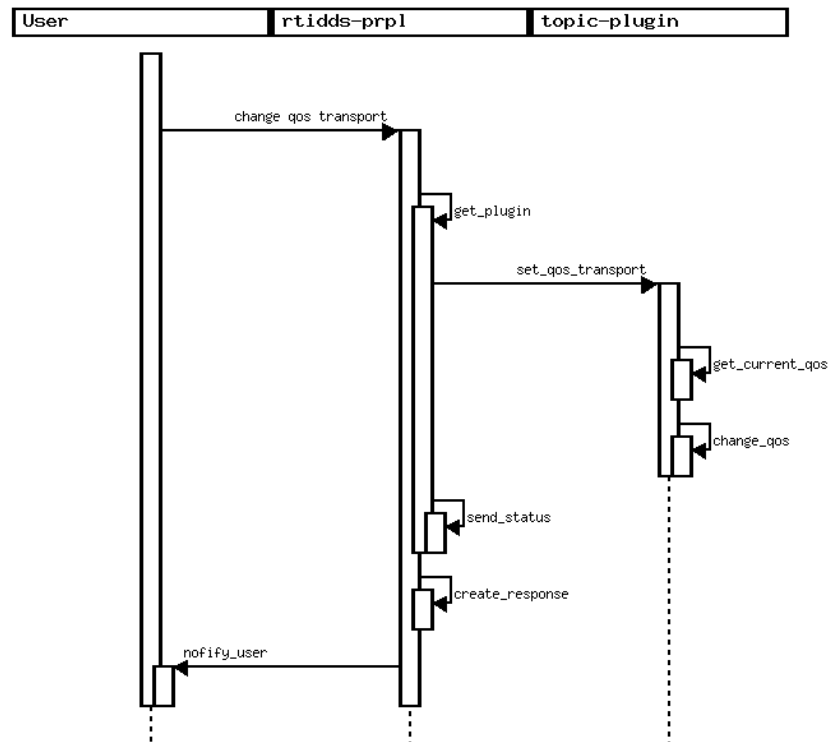 User
rtidds-prpl
topic-plugin
change qos transport
get_plugin
set_qos_transport
get_current_qos
change_qos
send_status
create_response
nofify_user